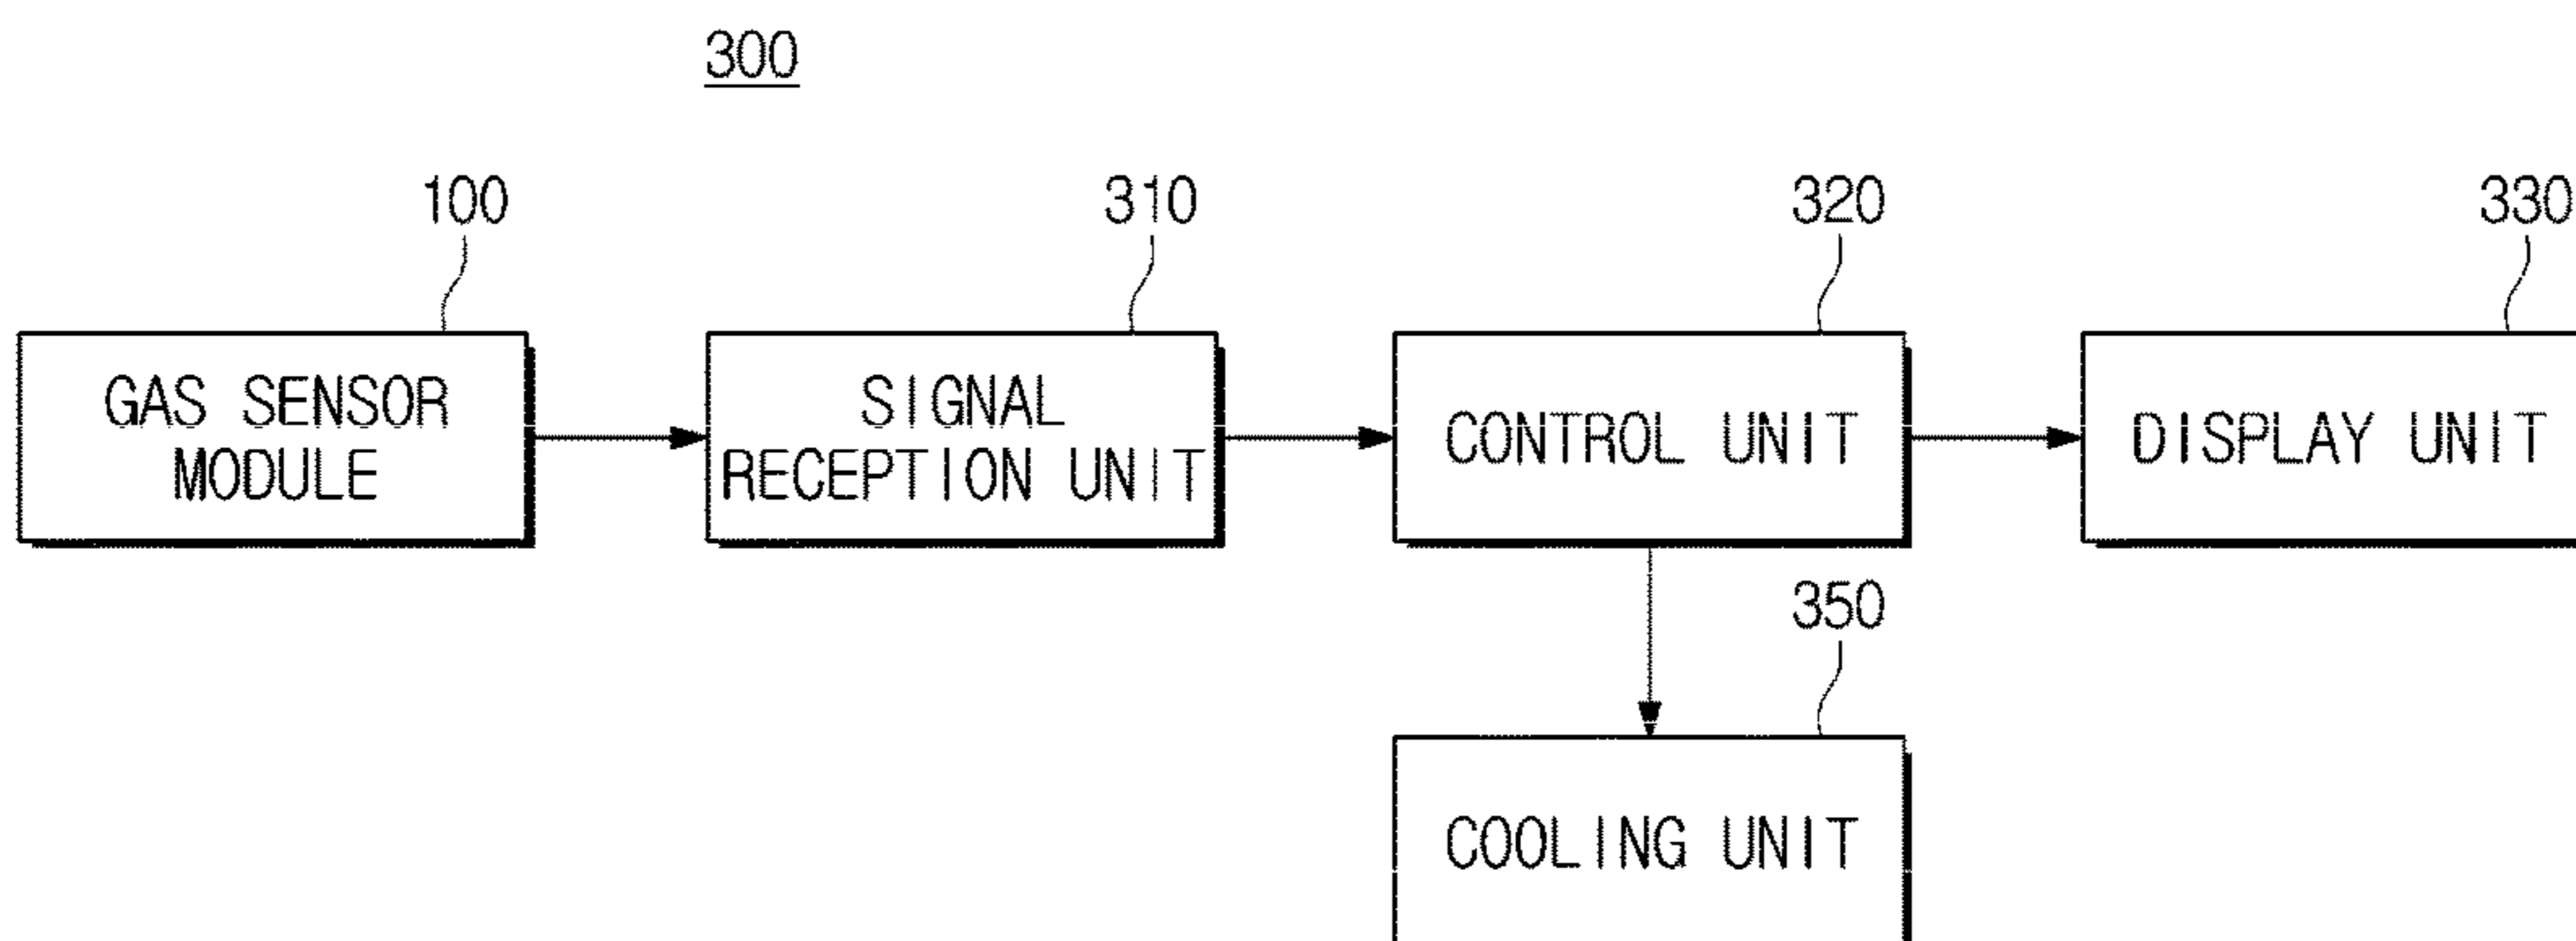 300
100
310
320
330
GAS SENSOR
MODULE
SIGNAL
RECEPTION UNIT
CONTROL UNIT
DISPLAY UNIT
350
COOLING UNIT